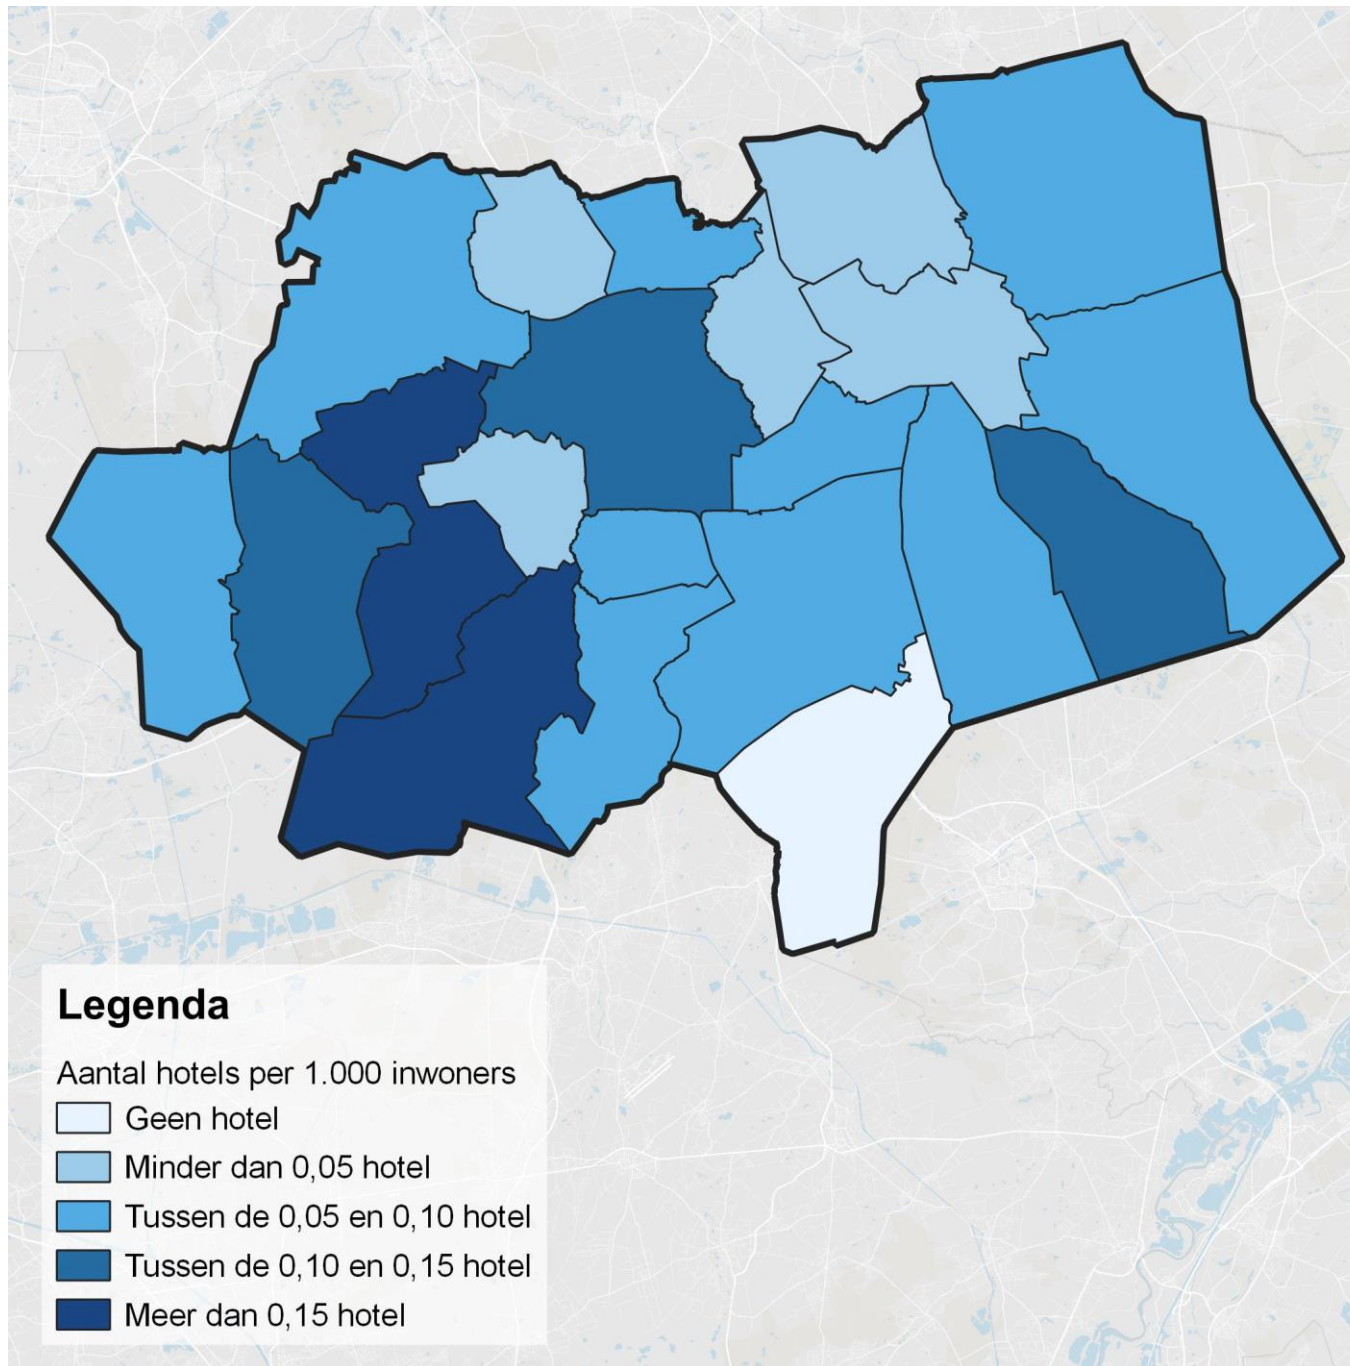 Legenda
Aantal hotels per 1.000 inwoners
Geen hotel
Minder dan 0,05 hotel
Tussen de 0,05 en 0,10 hotel
Tussen de 0,10 en 0,15 hotel
Meer dan 0,15 hotel